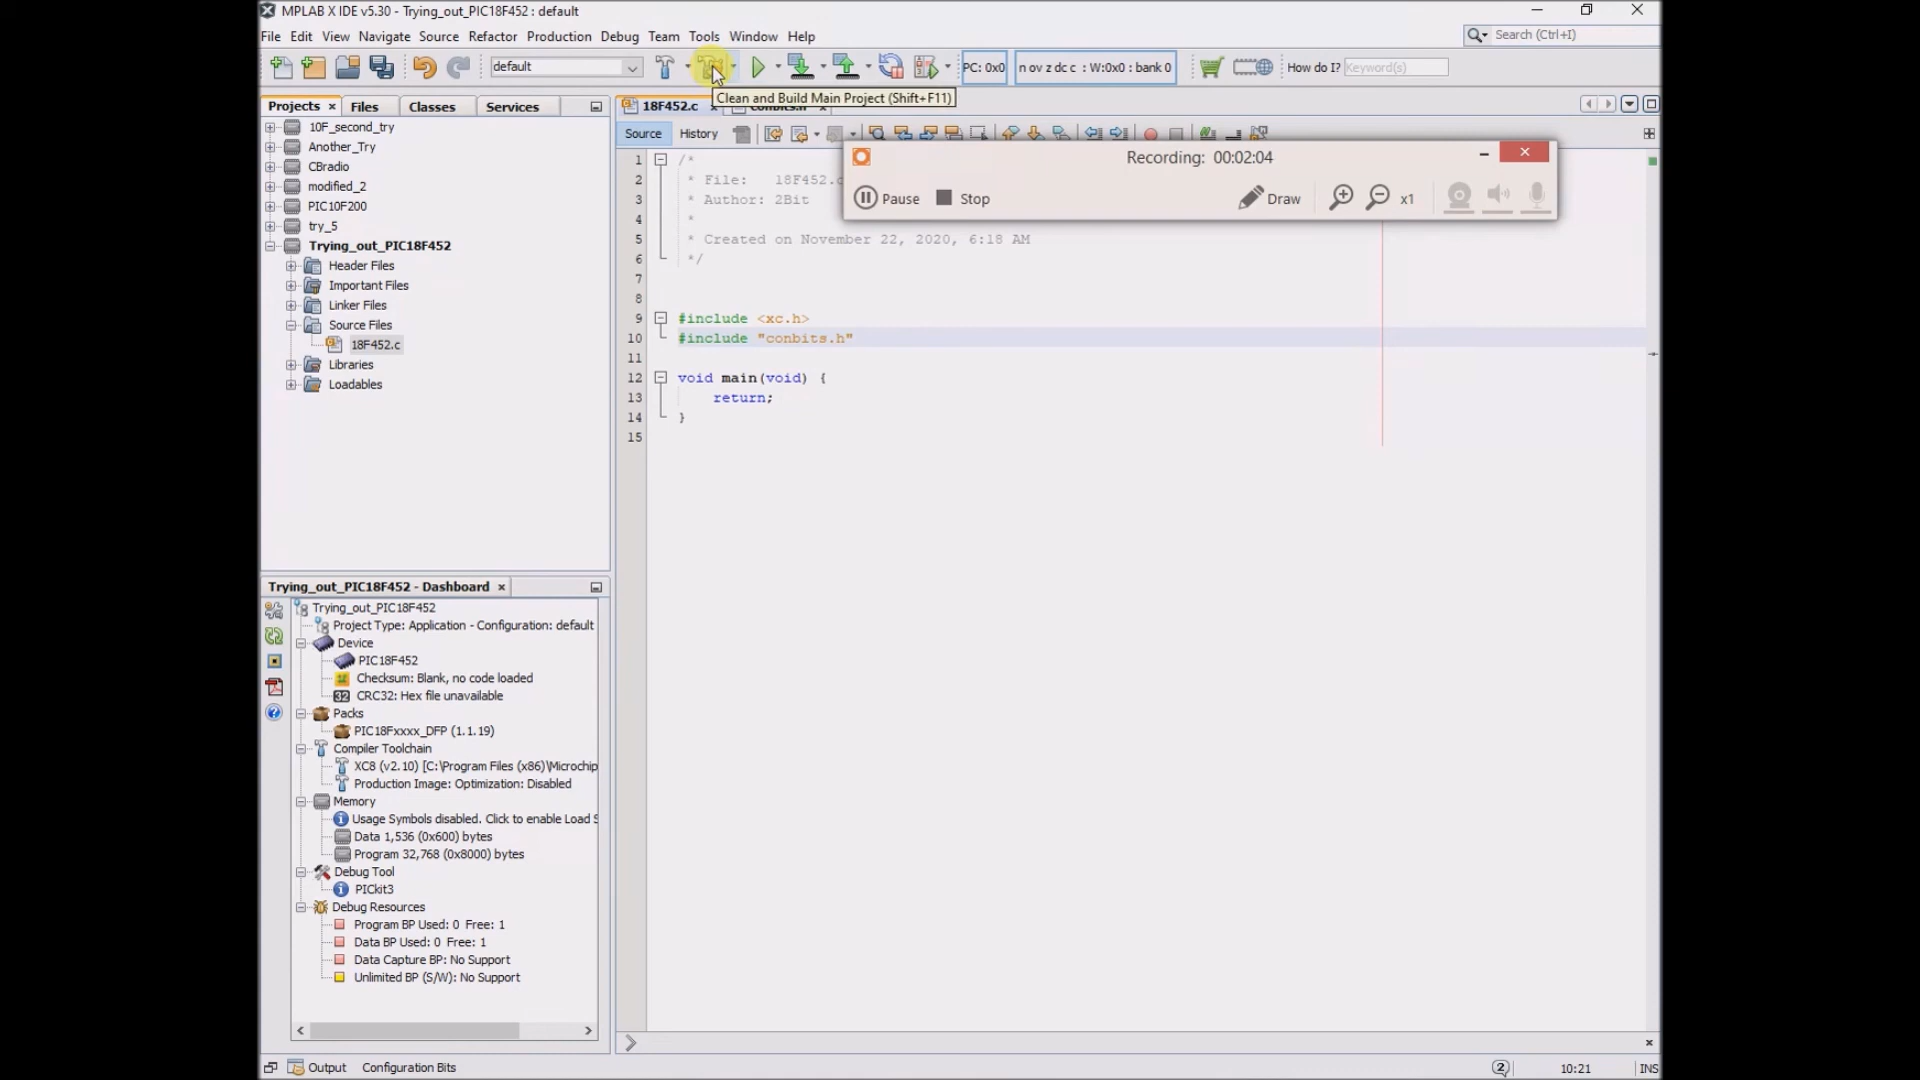 MPLAB X IDE v5.30 - Trying_out_PIC18F452 : default
File Edit View Navigate Source Refactor Production Debug Team Tools Window Help
Search (Ctrl+I)
default
PC: 0x0
n ov z dc c : W:0x0 : bank 0
How do I? Keyword(s)
Clean and Build Main Project (Shift+F11)
Projects Files Classes Services
18F452.c conbits.h
Source History
10F_second_try
Another_Try
CBradio
modified_2
PIC10F200
try_5
Trying_out_PIC18F452
Header Files
Important Files
Linker Files
Source Files
18F452.c
Libraries
Loadables
Recording: 00:02:04
Pause Stop Draw x1
1 /*
2 * File: 18F452.c
3 * Author: 2Bit
4 *
5 * Created on November 22, 2020, 6:18 AM
6 */
7
8
9 #include <xc.h>
10 #include "conbits.h"
11
12 void main(void) {
13 return;
14 }
15
Trying_out_PIC18F452 - Dashboard
Trying_out_PIC18F452
Project Type: Application - Configuration: default
Device
PIC18F452
Checksum: Blank, no code loaded
32 CRC32: Hex file unavailable
Packs
PIC18Fxxxx_DFP (1.1.19)
Compiler Toolchain
XC8 (v2.10) [C:\Program Files (x86)\Microchip
Production Image: Optimization: Disabled
Memory
Usage Symbols disabled. Click to enable Load S
Data 1,536 (0x600) bytes
Program 32,768 (0x8000) bytes
Debug Tool
PICkit3
Debug Resources
Program BP Used: 0 Free: 1
Data BP Used: 0 Free: 1
Data Capture BP: No Support
Unlimited BP (S/W): No Support
Output Configuration Bits
2 10:21 INS